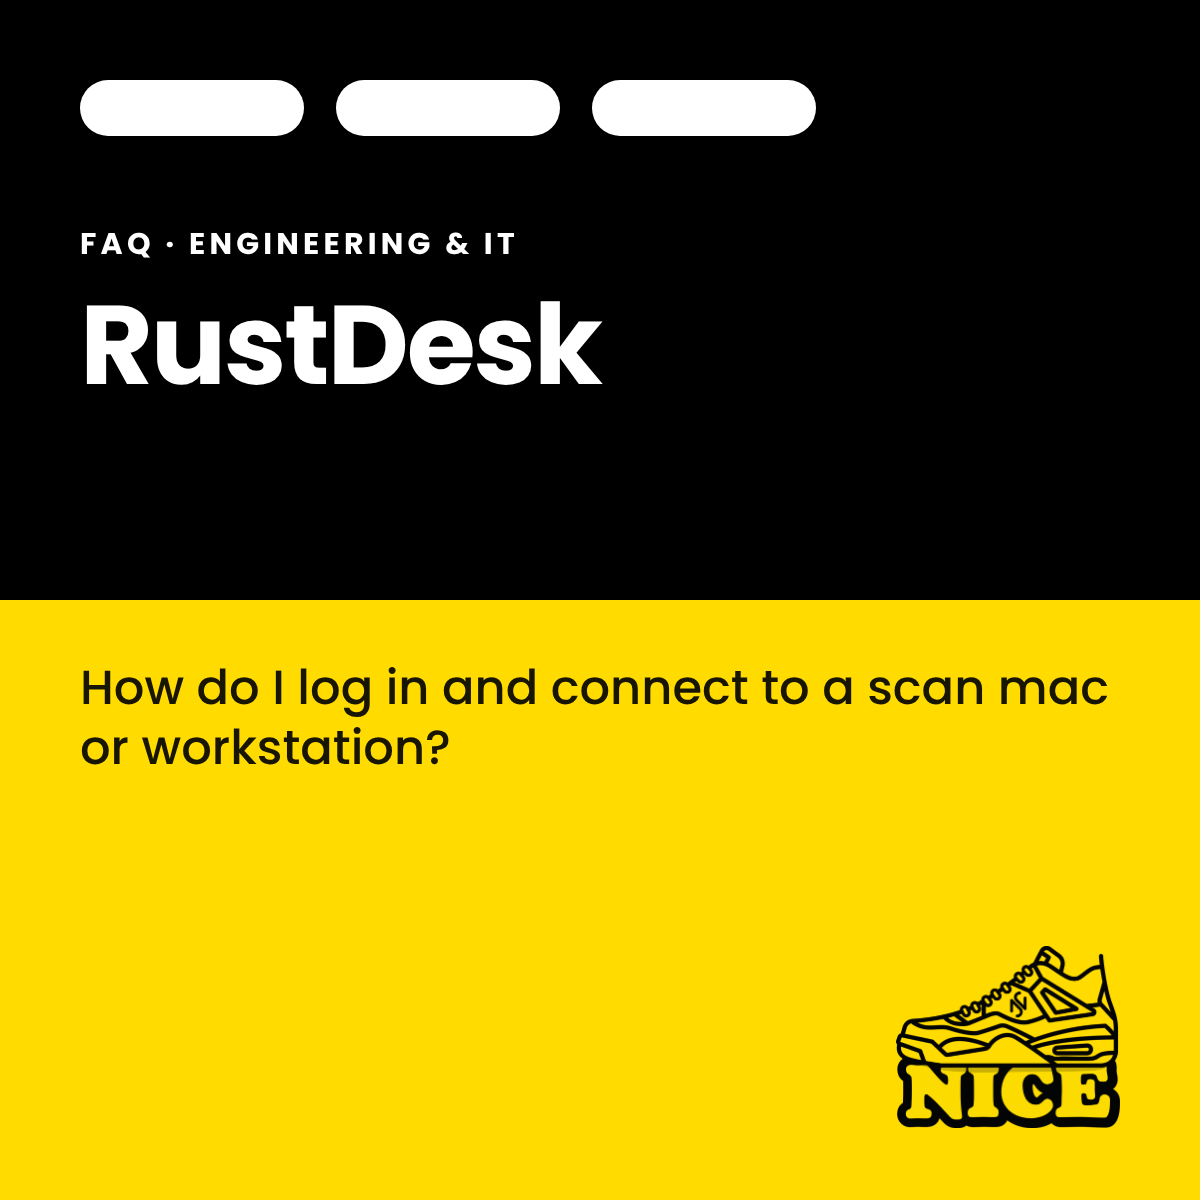 FAQ · ENGINEERING & IT
RustDesk
How do I log in and connect to a scan mac
or workstation?
NICE